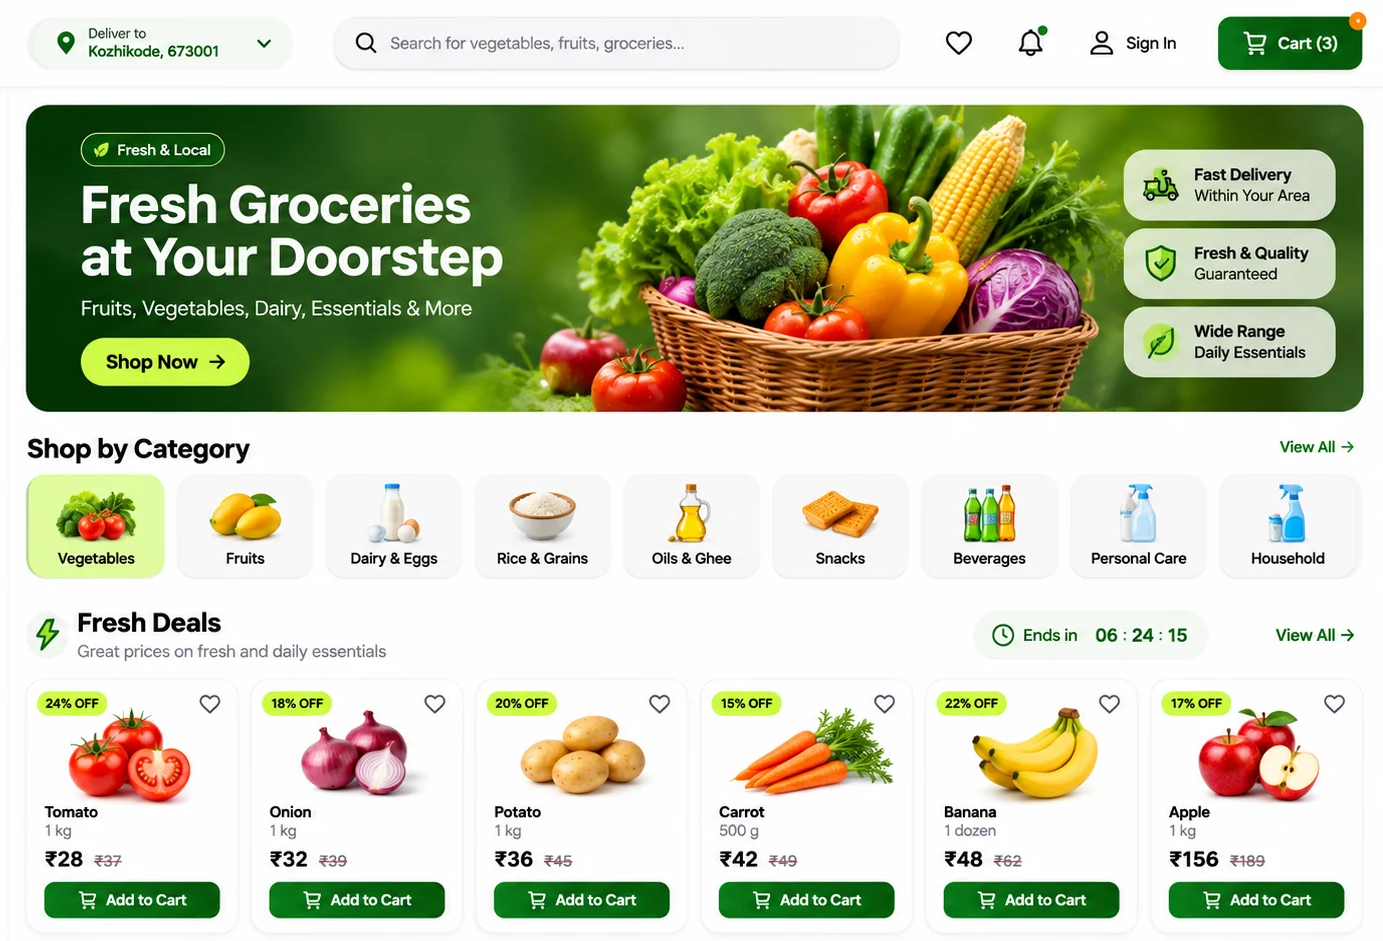 Deliver to
Kozhikode, 673001
Search for vegetables, fruits, groceries...
Sign In
Cart (3)
Fresh & Local
Fresh Groceries
at Your Doorstep
Fruits, Vegetables, Dairy, Essentials & More
Shop Now →
Fast Delivery
Within Your Area
Fresh & Quality
Guaranteed
Wide Range
Daily Essentials
Shop by Category
View All →
Vegetables
Fruits
Dairy & Eggs
Rice & Grains
Oils & Ghee
Snacks
Beverages
Personal Care
Household
Fresh Deals
Great prices on fresh and daily essentials
Ends in 06 : 24 : 15
View All →
24% OFF
Tomato
1 kg
₹28 ₹37
Add to Cart
18% OFF
Onion
1 kg
₹32 ₹39
Add to Cart
20% OFF
Potato
1 kg
₹36 ₹45
Add to Cart
15% OFF
Carrot
500 g
₹42 ₹49
Add to Cart
22% OFF
Banana
1 dozen
₹48 ₹62
Add to Cart
17% OFF
Apple
1 kg
₹156 ₹189
Add to Cart